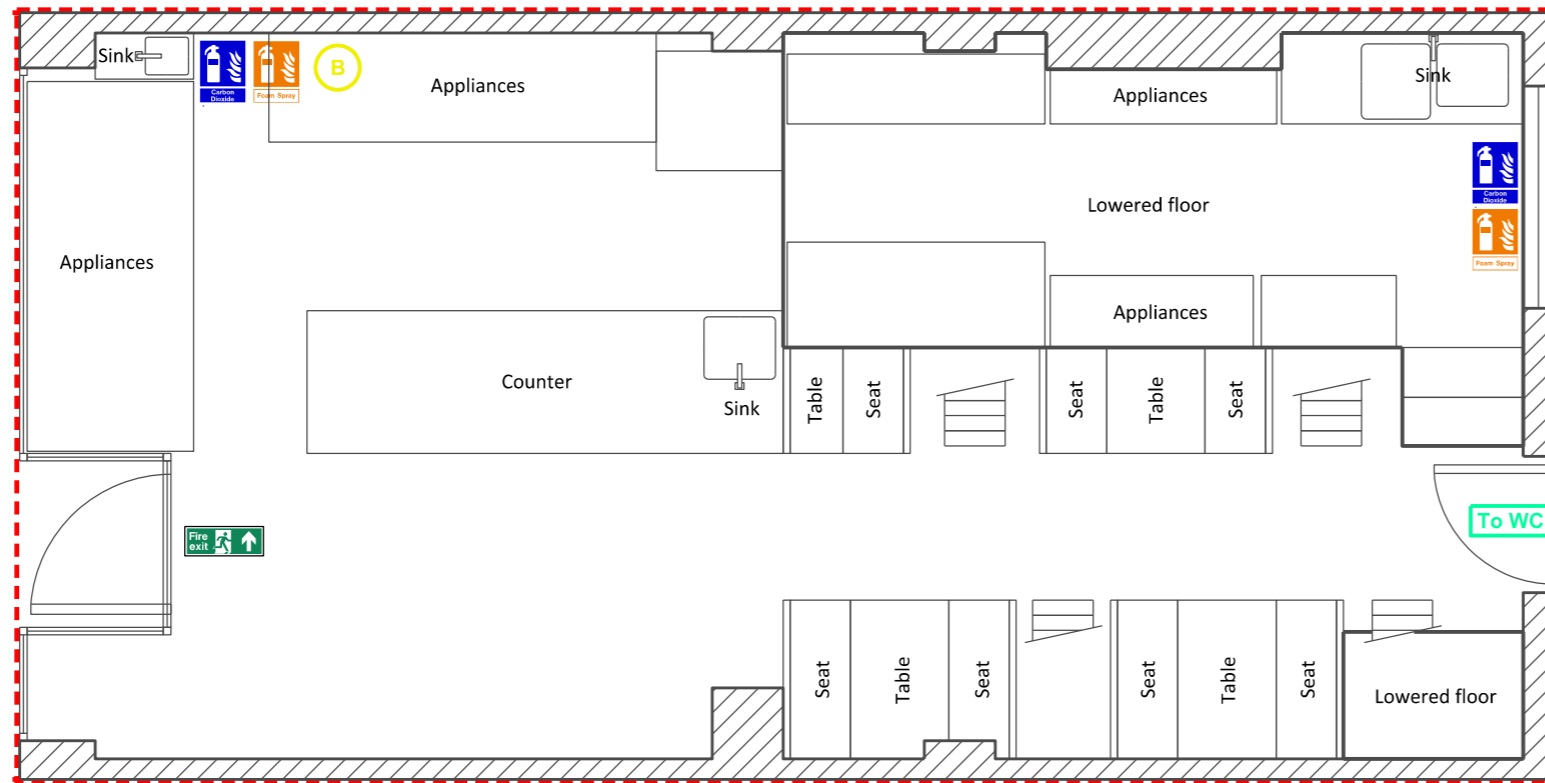 Sink
Carbon
Dioxide
Foam Spray
B
Appliances
Appliances
Sink
Carbon
Dioxide
Foam Spray
Lowered floor
Appliances
Appliances
Counter
Sink
Table
Seat
Seat
Table
Seat
Fire
exit
To WC
Seat
Table
Seat
Seat
Table
Seat
Lowered floor